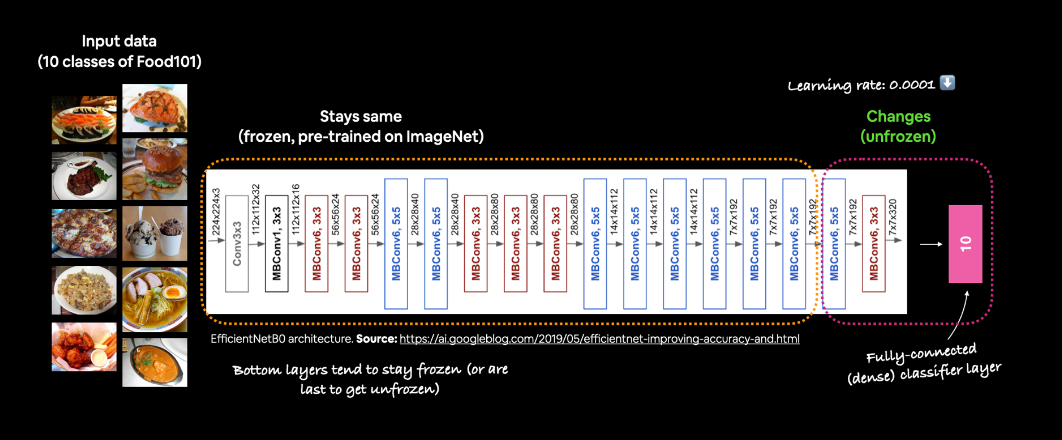 Input data
(10 classes of Food101)
Learning rate: 0.0001 ⬇️
Stays same
(frozen, pre-trained on ImageNet)
Changes
(unfrozen)
224x224x3
Conv3x3
112x112x32
MBConv1, 3x3
112x112x16
MBConv6, 3x3
56x56x24
MBConv6, 3x3
56x56x24
MBConv6, 5x5
28x28x40
MBConv6, 5x5
28x28x40
MBConv6, 3x3
28x28x80
MBConv6, 3x3
28x28x80
MBConv6, 3x3
28x28x80
MBConv6, 5x5
14x14x112
MBConv6, 5x5
14x14x112
MBConv6, 5x5
14x14x112
MBConv6, 5x5
7x7x192
MBConv6, 5x5
7x7x192
MBConv6, 5x5
7x7x192
MBConv6, 5x5
7x7x192
MBConv6, 3x3
7x7x320
10
EfficientNetB0 architecture. Source: https://ai.googleblog.com/2019/05/efficientnet-improving-accuracy-and.html
Bottom layers tend to stay frozen (or are
last to get unfrozen)
Fully-connected
(dense) classifier layer